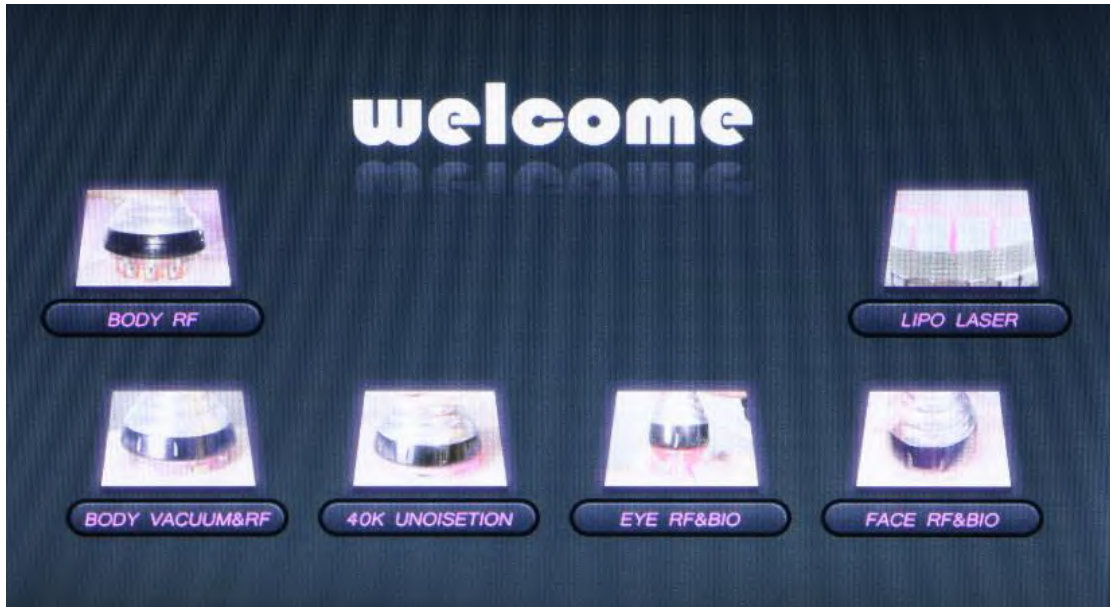 welcome
BODY RF
LIPO LASER
BODY VACUUM&RF
40K UNOISETION
EYE RF&BIO
FACE RF&BIO